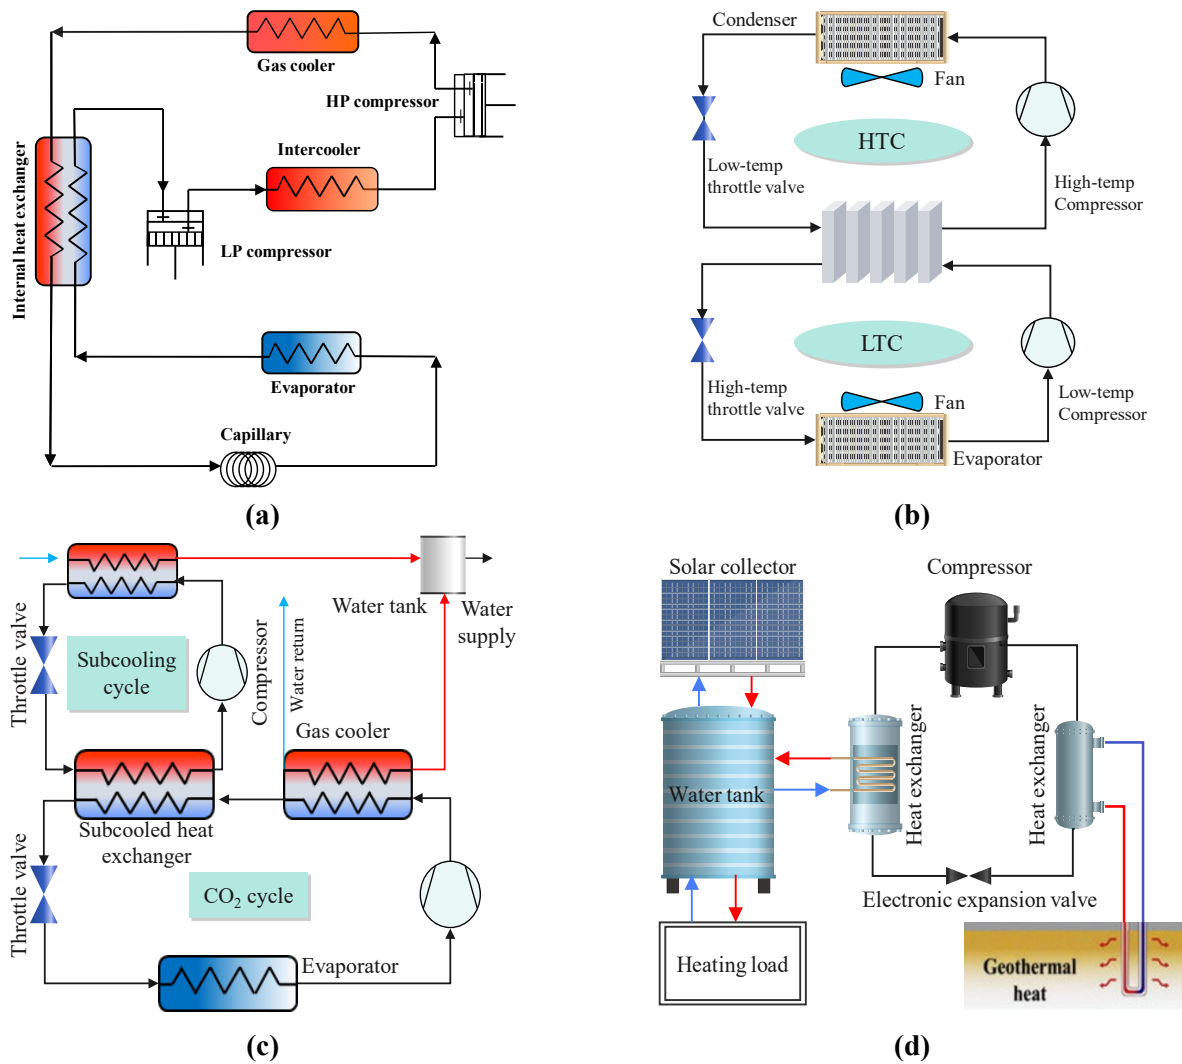 Gas cooler
HP compressor
Intercooler
Internal heat exchanger
LP compressor
Evaporator
Capillary
(a)
Condenser
Fan
HTC
Low-temp
throttle valve
High-temp
Compressor
LTC
High-temp
throttle valve
Fan
Low-temp
Compressor
Evaporator
(b)
Water tank
Water
supply
Throttle valve
Subcooling
cycle
Compressor
Water return
Gas cooler
Subcooled heat
exchanger
Throttle valve
CO₂ cycle
Evaporator
(c)
Solar collector
Compressor
Water tank
Heat exchanger
Heat exchanger
Electronic expansion valve
Heating load
Geothermal
heat
(d)